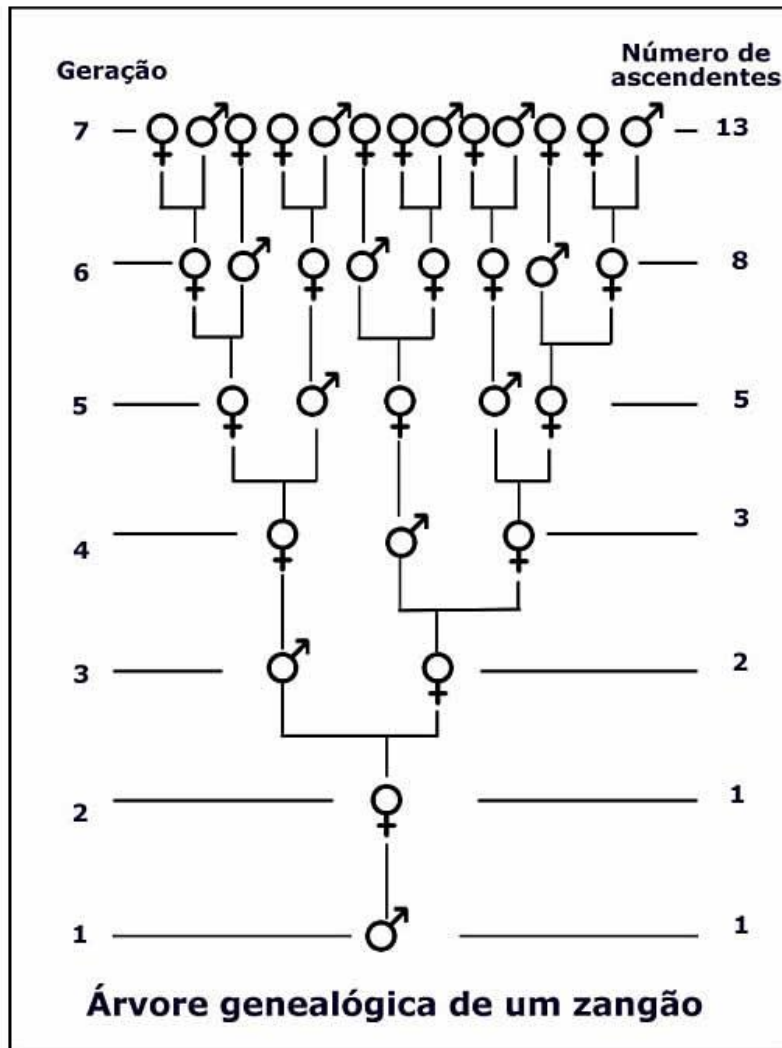 Geração
Número de
ascendentes
7 13
6 8
5 5
4 3
3 2
2 1
1 1
Árvore genealógica de um zangão